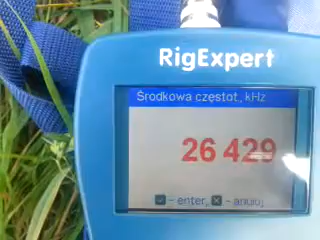 RigExpert
Środkowa częstot., kHz
26 429
- enter, - anuluj